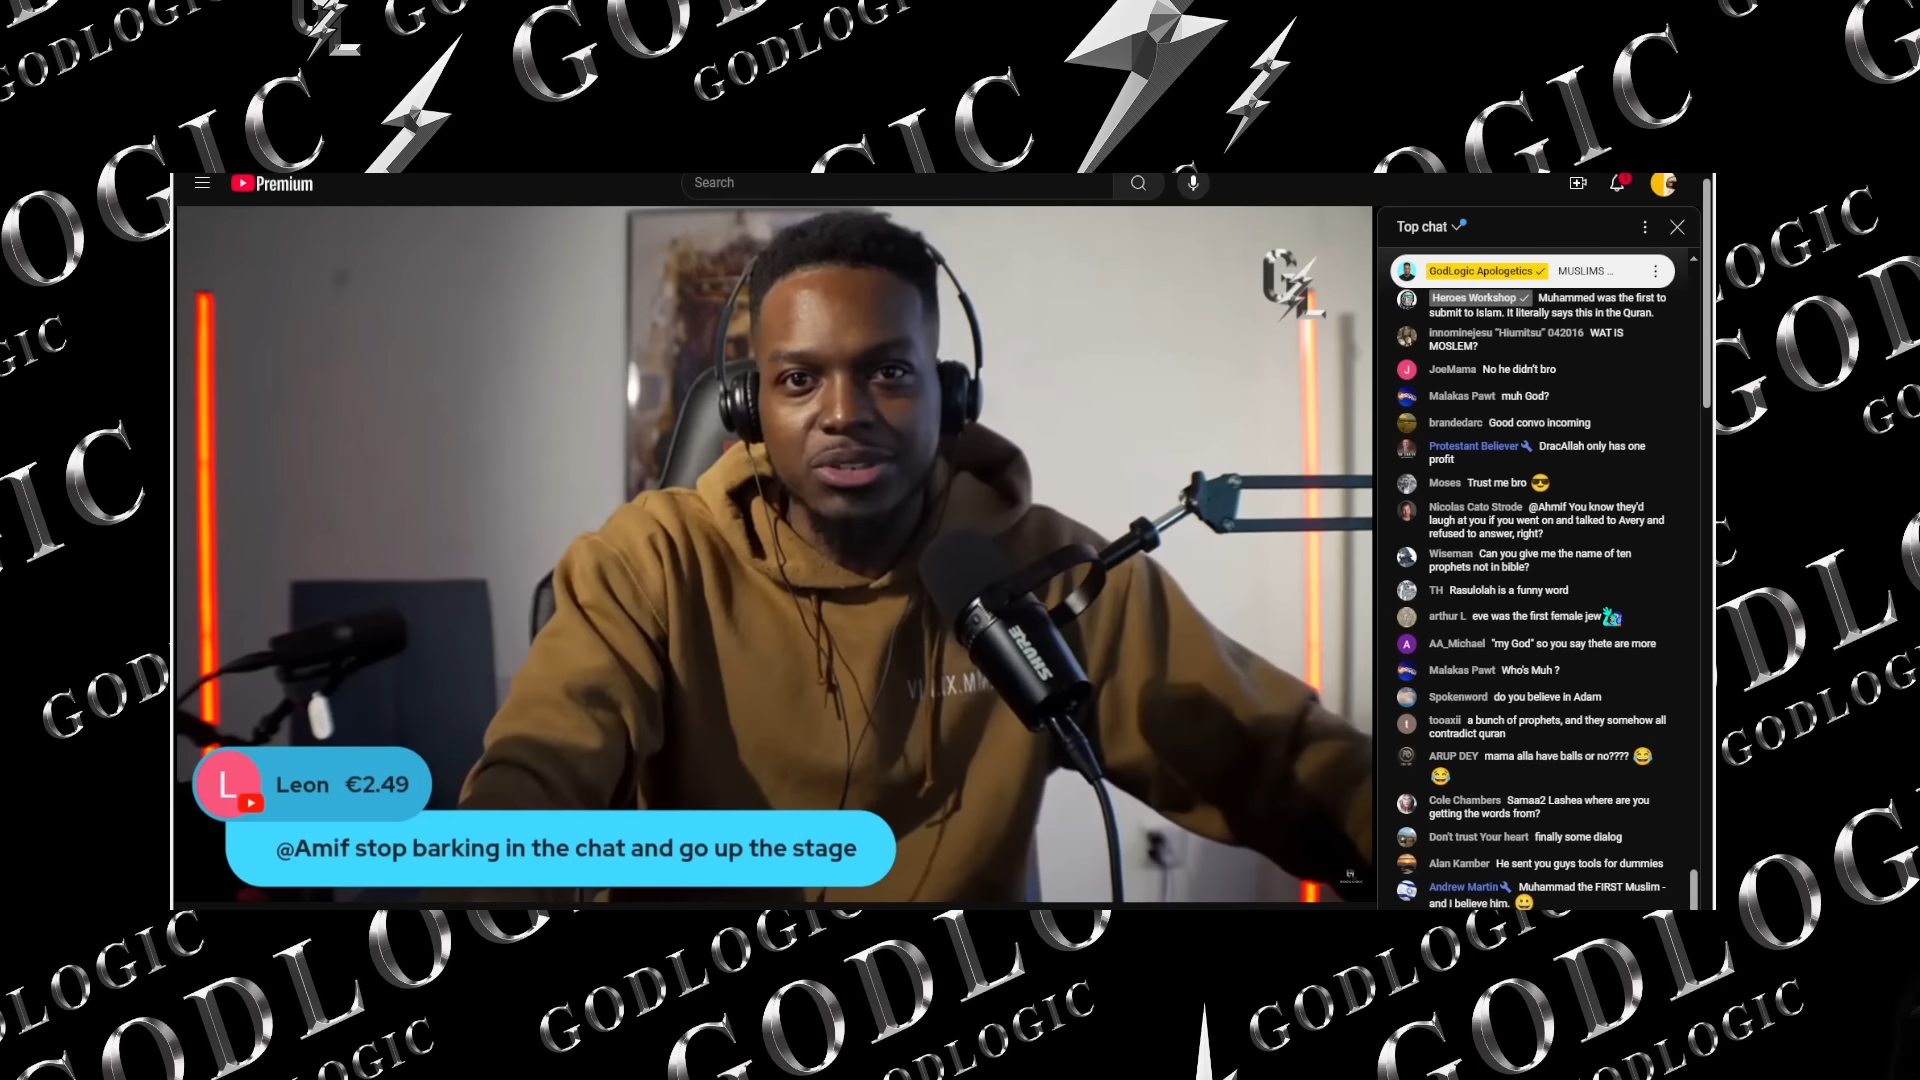 GODLOGIC
GODLOGIC
GODLOGIC
Premium
Search
Top chat
GodLogic Apologetics MUSLIMS ...
Heroes Workshop Muhammed was the first to
submit to Islam. It literally says this in the Quran.
innominejesu "Hiumitsu" 042016 WAT IS
MOSLEM?
JoeMama No he didn't bro
Malakas Pawt muh God?
brandedarc Good convo incoming
Protestant Believer DracAllah only has one
profit
Moses Trust me bro 😎
Nicolas Cato Strode @Ahmif You know they'd
laugh at you if you went on and talked to Avery and
refused to answer, right?
Wiseman Can you give me the name of ten
prophets not in bible?
TH Rasulolah is a funny word
arthur L eve was the first female jew
A AA_Michael "my God" so you say thete are more
Malakas Pawt Who's Muh ?
Spokenword do you believe in Adam
t tooaxii a bunch of prophets, and they somehow all
contradict quran
ARUP DEY mama alla have balls or no???? 😂
😂
Cole Chambers Samaa2 Lashea where are you
getting the words from?
Don't trust Your heart finally some dialog
Alan Kamber He sent you guys tools for dummies
Andrew Martin Muhammad the FIRST Muslim -
and I believe him. 😀
GL
SHURE
L Leon €2.49
@Amif stop barking in the chat and go up the stage
GODLOGIC
GODLOGIC
GODLOGIC
GODLOGIC